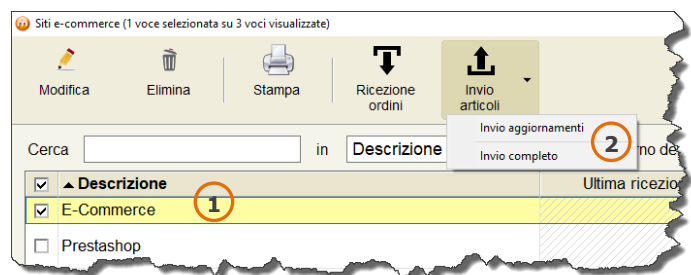 Siti e-commerce (1 voce selezionata su 3 voci visualizzate)
Modifica Elimina Stampa Ricezione ordini Invio articoli
Invio aggiornamenti
2
Invio completo
Cerca in Descrizione
Descrizione Ultima
E-Commerce 1
Prestashop